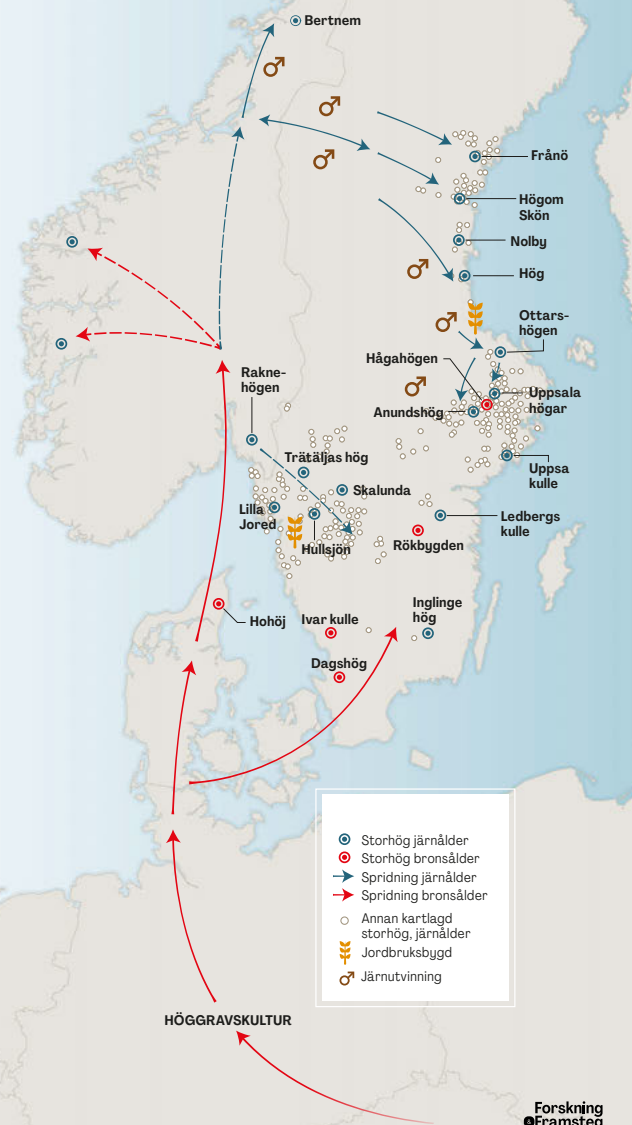 Bertnem
Frånö
Högom
Skön
Nolby
Hög
Ottars-
högen
Hågahögen
Rakne-
högen
Uppsala
högar
Anundshög
Trätäljas hög
Uppsa
kulle
Skalunda
Lilla
Jored
Ledbergs
kulle
Hullsjön
Rökbygden
Hohöj
Ivar kulle
Inglinge
hög
Dagshög
Storhög järnålder
Storhög bronsålder
Spridning järnålder
Spridning bronsålder
Annan kartlagd
storhög, järnålder
Jordbruksbygd
Järnutvinning
HÖGGRAVSKULTUR
Forskning
&Framsteg